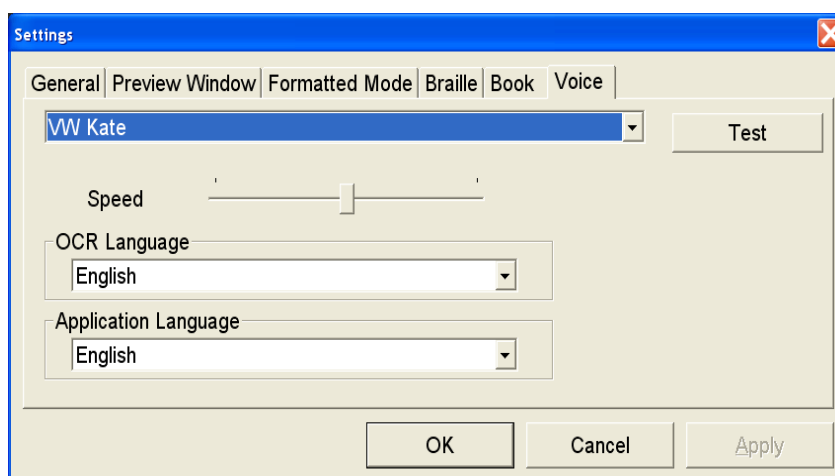 Settings
General Preview Window Formatted Mode Braille Book Voice
VW Kate
Test
Speed
OCR Language
English
Application Language
English
OK Cancel Apply